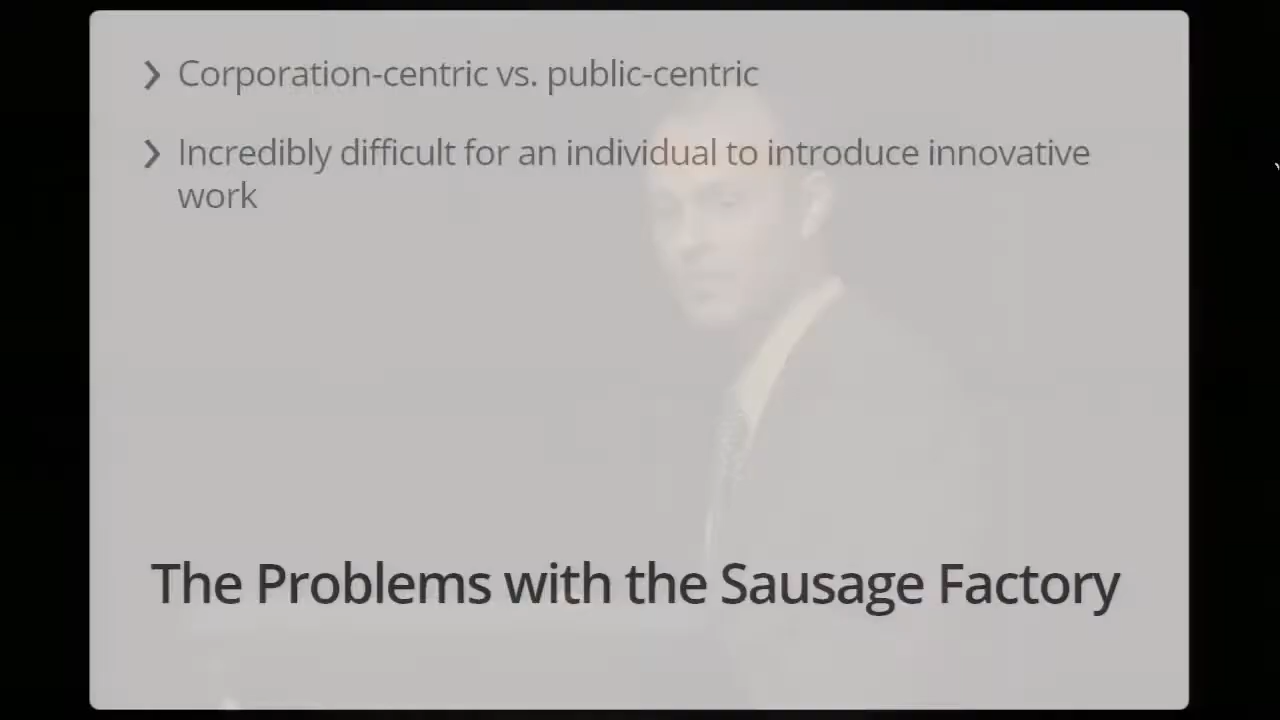 Corporation-centric vs. public-centric
Incredibly difficult for an individual to introduce innovative
work
The Problems with the Sausage Factory